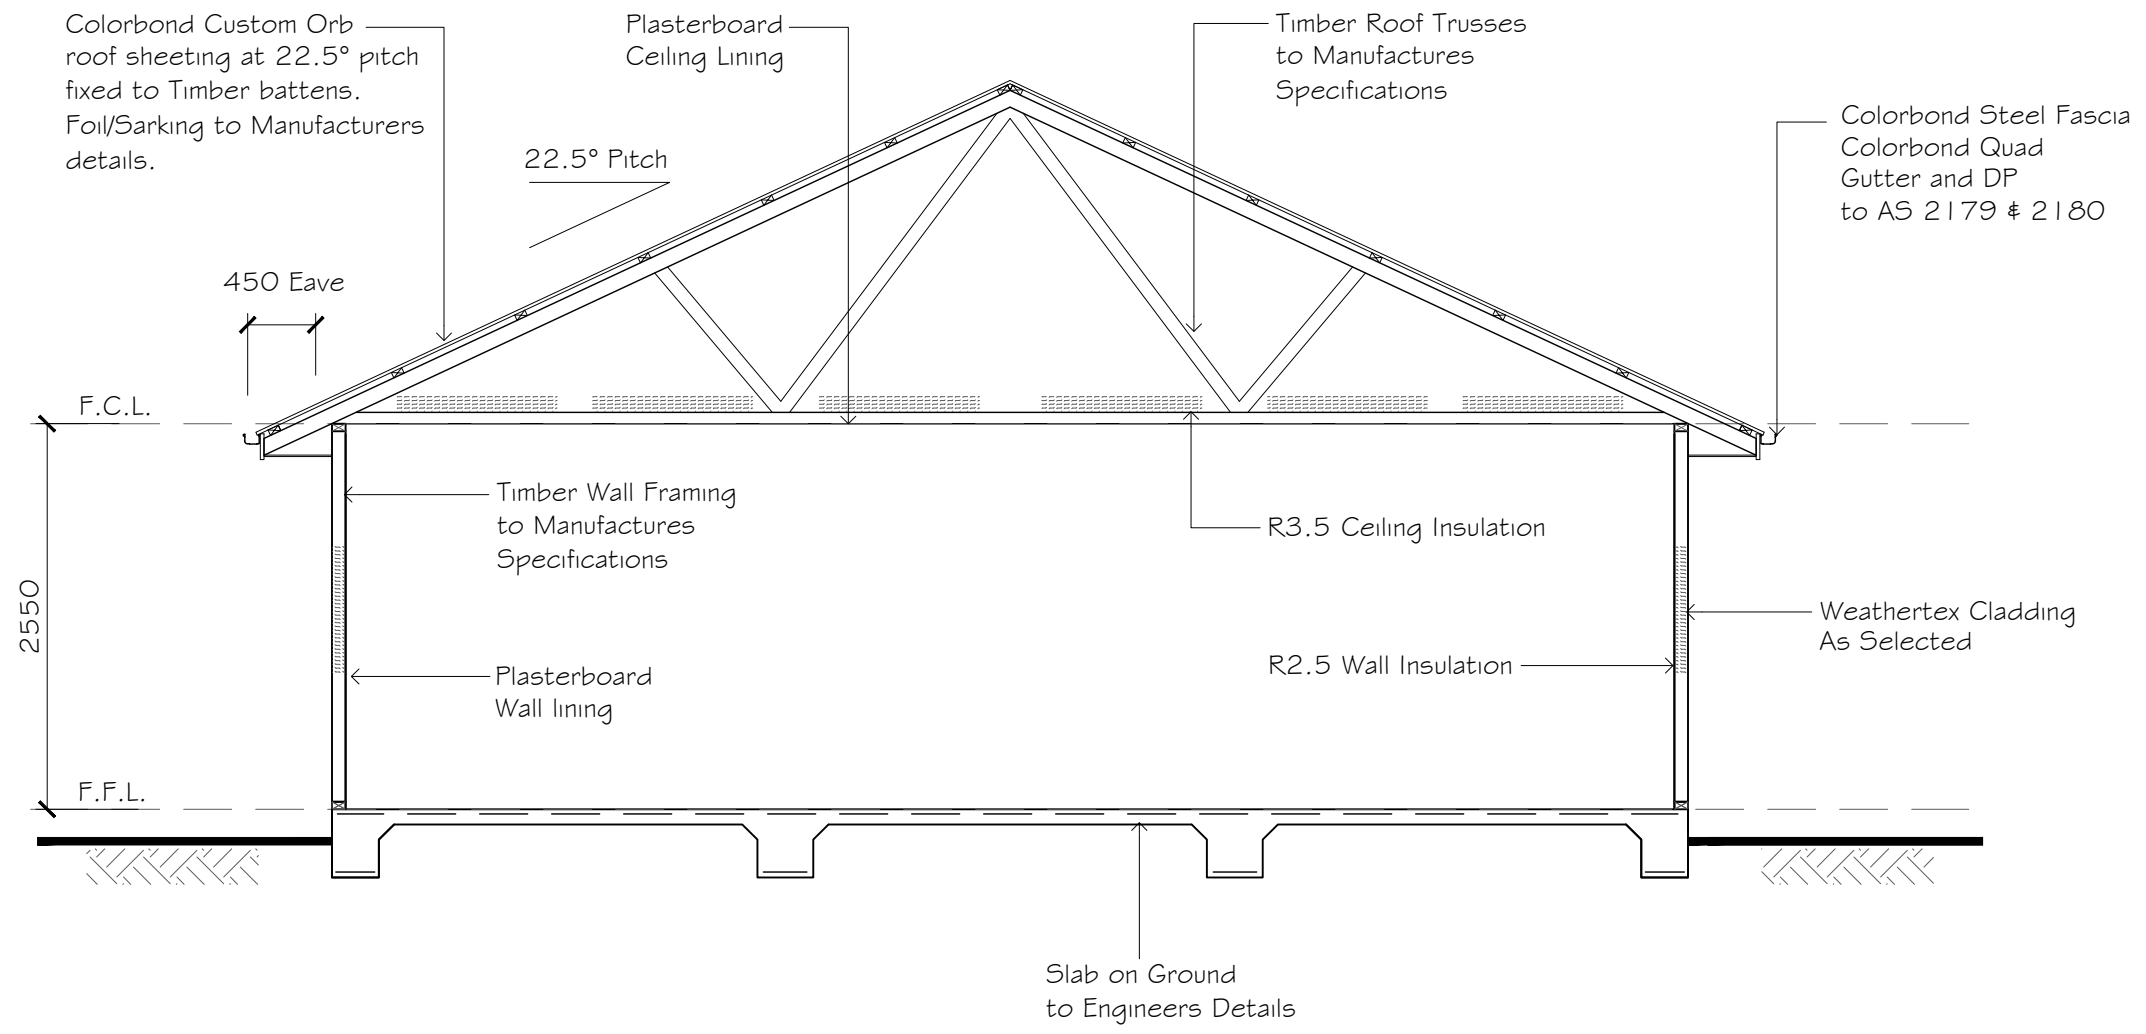 Colorbond Custom Orb
roof sheeting at 22.5° pitch
fixed to Timber battens.
Foil/Sarking to Manufacturers
details.
Plasterboard
Ceiling Lining
Timber Roof Trusses
to Manufactures
Specifications
Colorbond Steel Fascia
Colorbond Quad
Gutter and DP
to AS 2179 & 2180
22.5° Pitch
450 Eave
F.C.L.
Timber Wall Framing
to Manufactures
Specifications
R3.5 Ceiling Insulation
2550
Weathertex Cladding
As Selected
R2.5 Wall Insulation
Plasterboard
Wall lining
F.F.L.
Slab on Ground
to Engineers Details